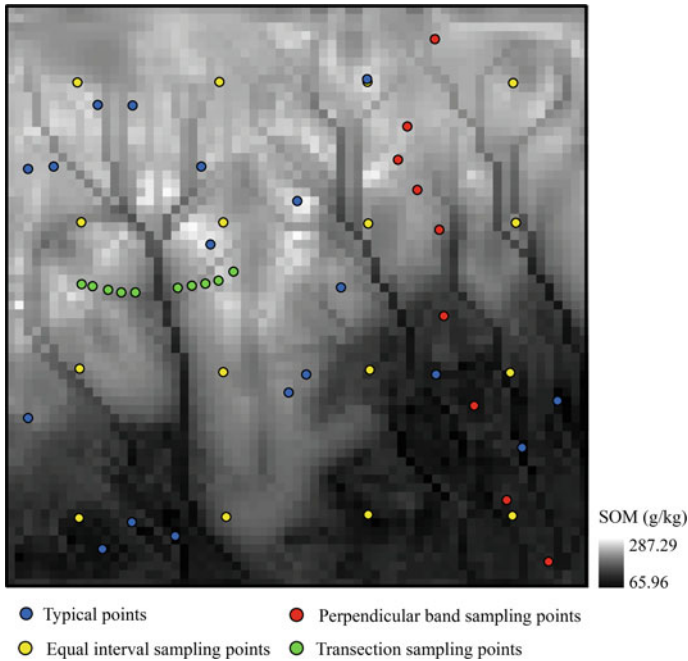 SOM (g/kg)
287.29
65.96
Typical points
Perpendicular band sampling points
Equal interval sampling points
Transection sampling points